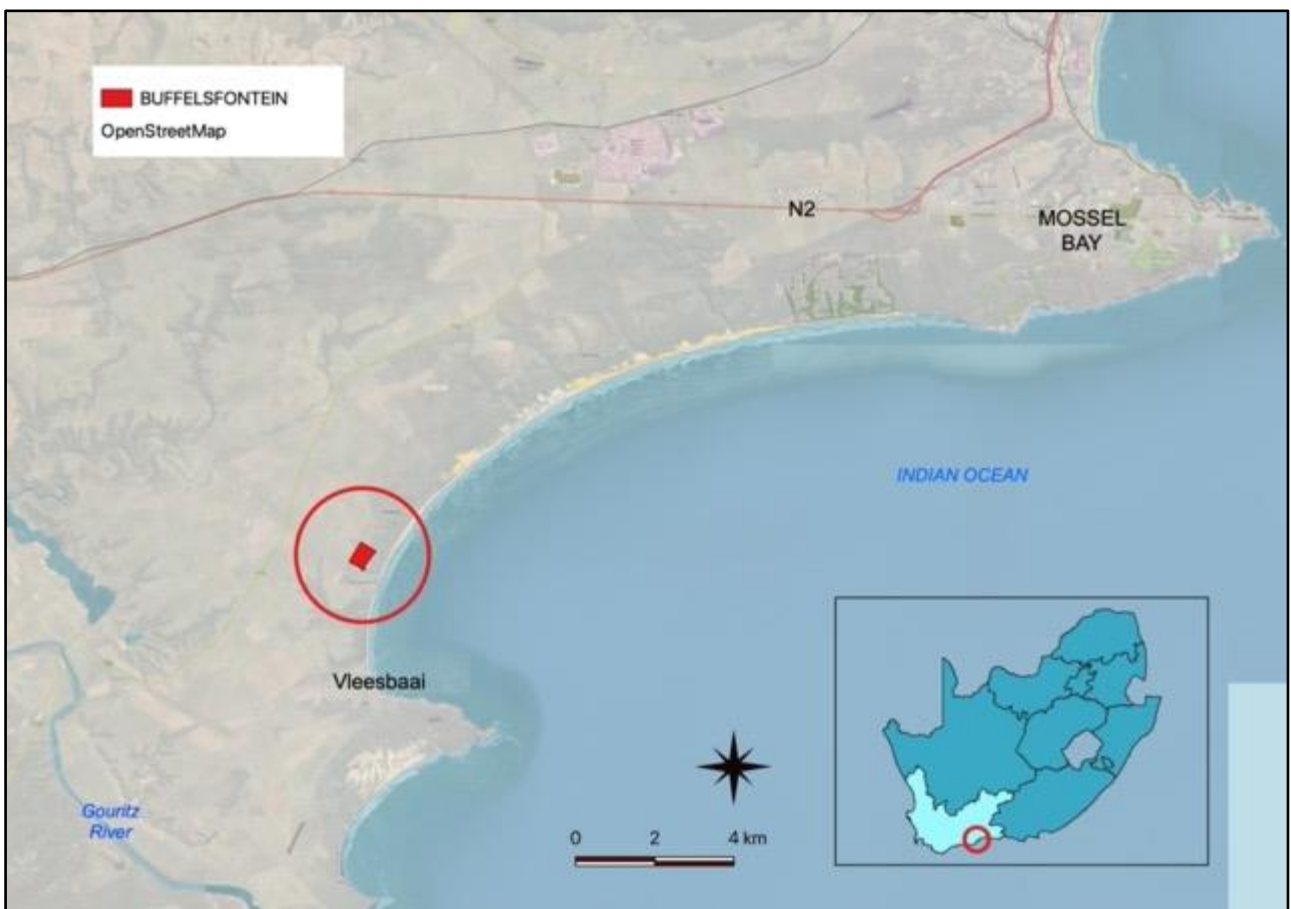 BUFFELSFONTEIN
OpenStreetMap
N2
MOSSEL
BAY
INDIAN OCEAN
Vleesbaai
Gouritz
River
0 2 4 km